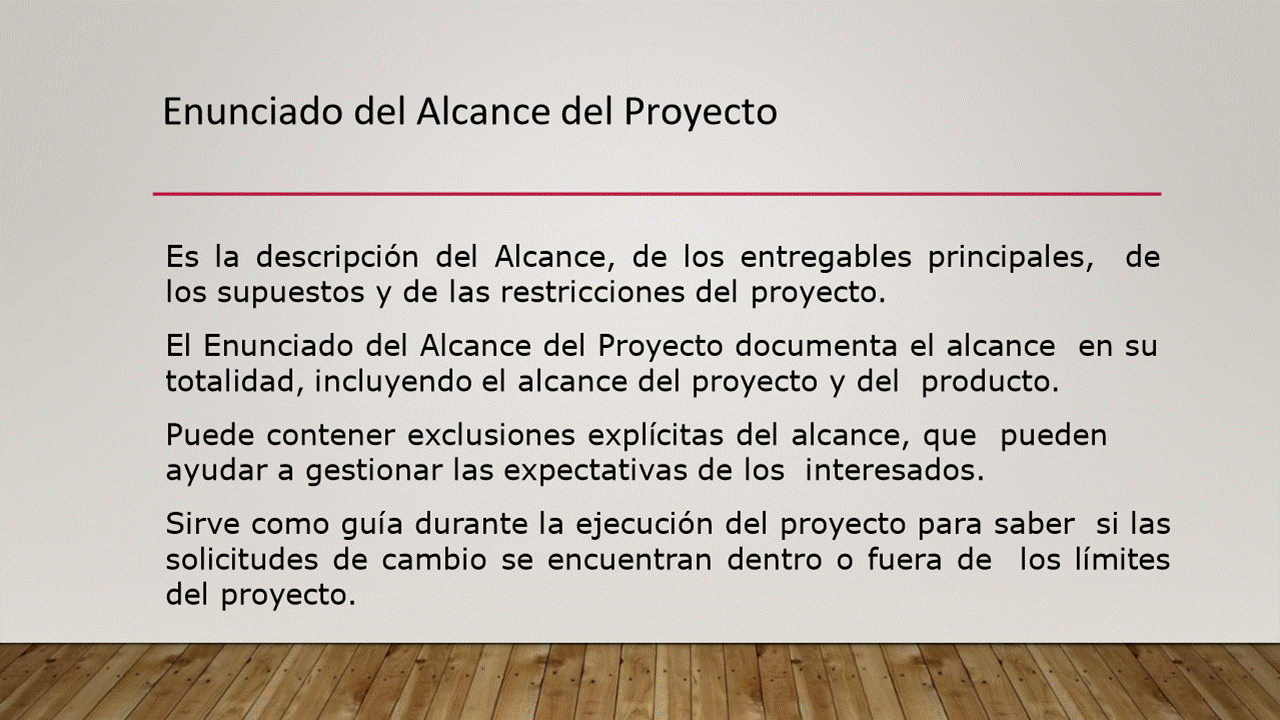 Enunciado del Alcance del Proyecto
Es la descripción del Alcance, de los entregables principales, de
los supuestos y de las restricciones del proyecto.
El Enunciado del Alcance del Proyecto documenta el alcance en su
totalidad, incluyendo el alcance del proyecto y del producto.
Puede contener exclusiones explícitas del alcance, que pueden
ayudar a gestionar las expectativas de los interesados.
Sirve como guía durante la ejecución del proyecto para saber si las
solicitudes de cambio se encuentran dentro o fuera de los límites
del proyecto.